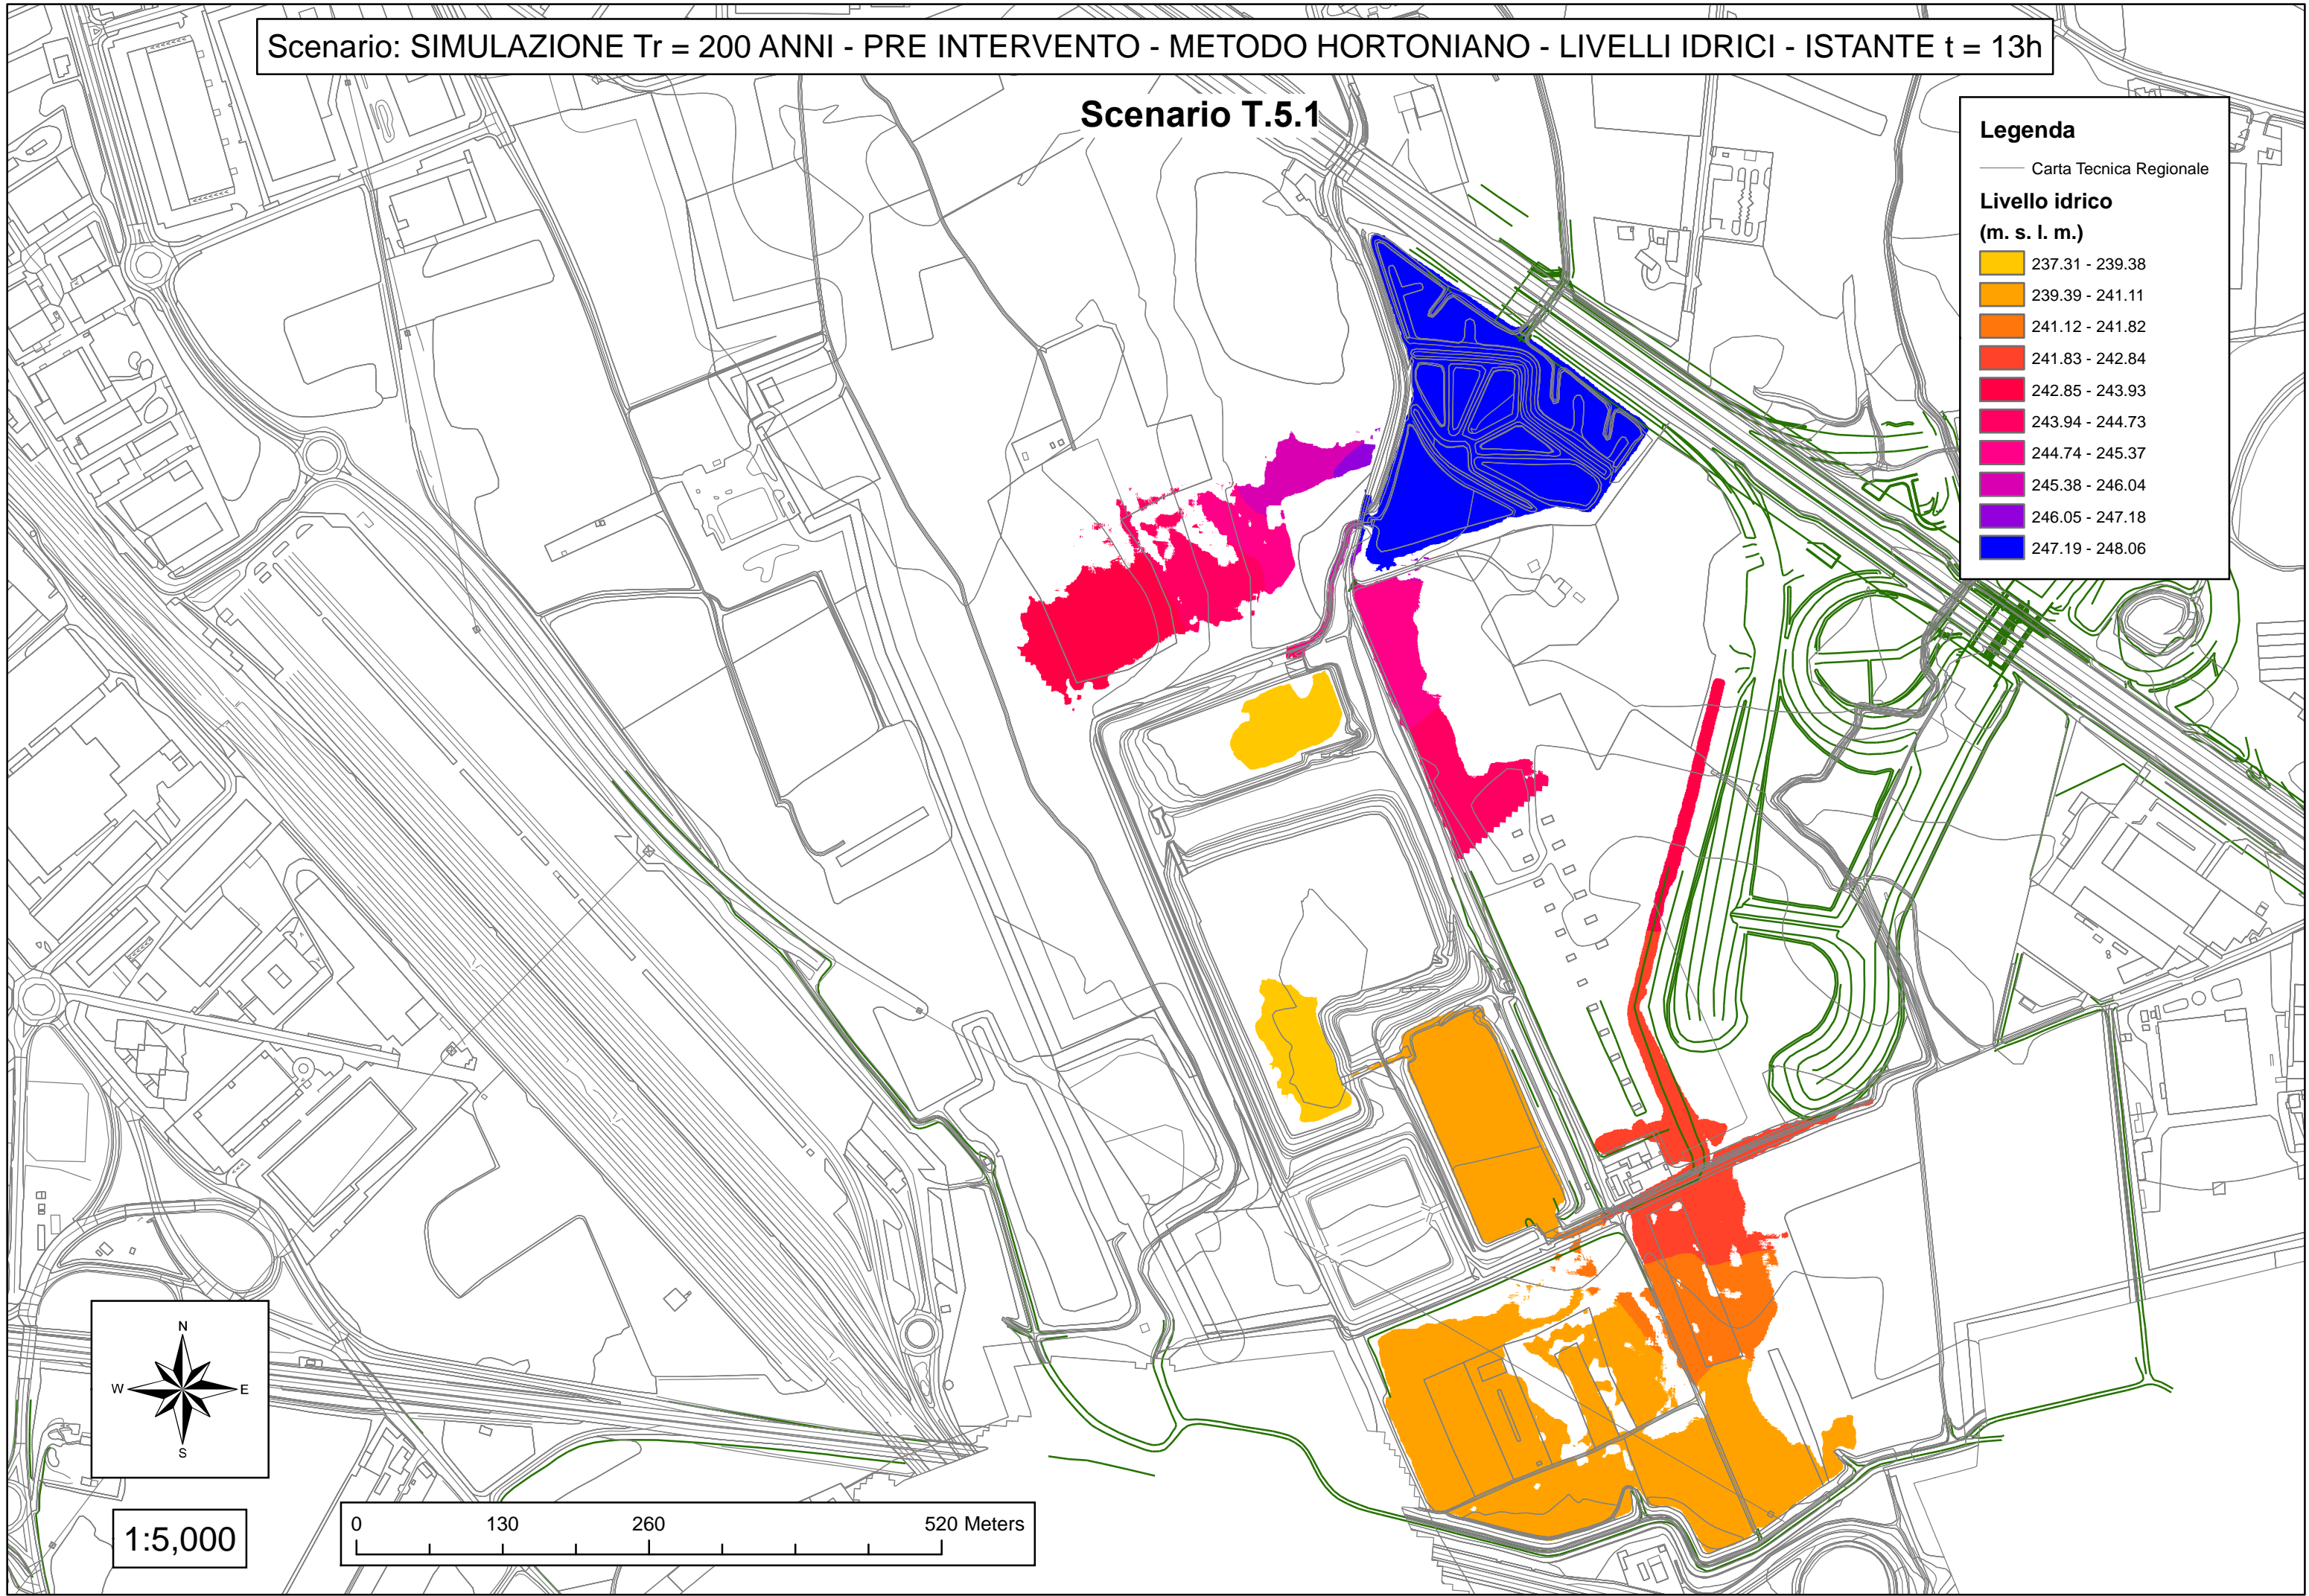 Scenario: SIMULAZIONE Tr = 200 ANNI - PRE INTERVENTO - METODO HORTONIANO - LIVELLI IDRICI - ISTANTE t = 13h
Scenario T.5.1
Legenda
Carta Tecnica Regionale
Livello idrico
(m. s. l. m.)
237.31 - 239.38
239.39 - 241.11
241.12 - 241.82
241.83 - 242.84
242.85 - 243.93
243.94 - 244.73
244.74 - 245.37
245.38 - 246.04
246.05 - 247.18
247.19 - 248.06
N
W E
S
1:5,000
0 130 260 520 Meters